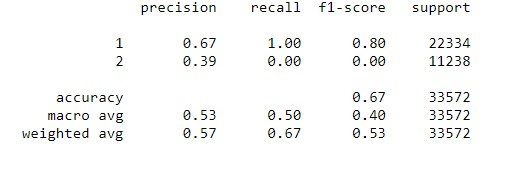 precision recall f1-score support
1 0.67 1.00 0.80 22334
2 0.39 0.00 0.00 11238
accuracy 0.67 33572
macro avg 0.53 0.50 0.40 33572
weighted avg 0.57 0.67 0.53 33572